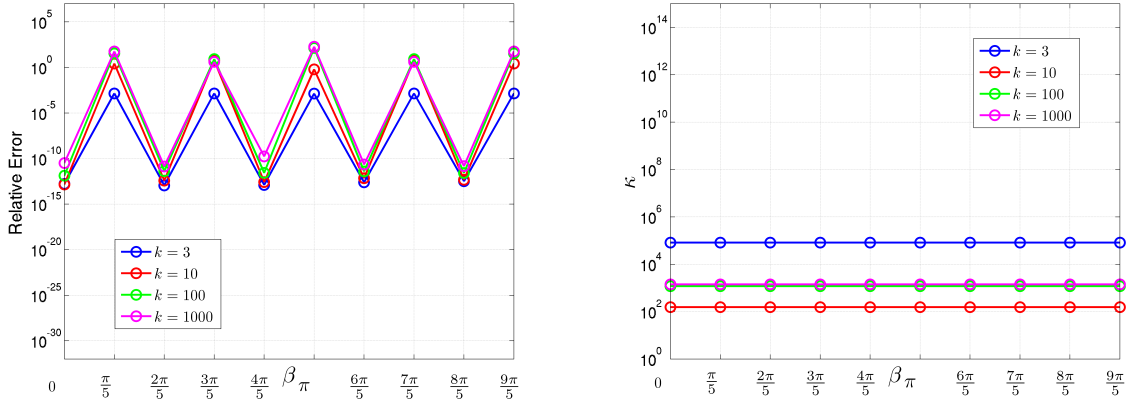 Relative Error
10^5
10^0
10^{-5}
10^{-10}
10^{-15}
10^{-20}
10^{-25}
10^{-30}
k = 3
k = 10
k = 100
k = 1000
0 π/5 2π/5 3π/5 4π/5 β_π 6π/5 7π/5 8π/5 9π/5
κ
10^{14}
10^{12}
10^{10}
10^8
10^6
10^4
10^2
10^0
k = 3
k = 10
k = 100
k = 1000
0 π/5 2π/5 3π/5 4π/5 β_π 6π/5 7π/5 8π/5 9π/5